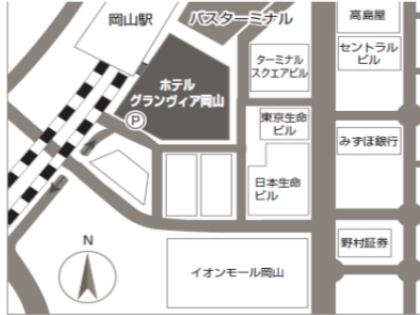 岡山駅
バスターミナル
高島屋
ターミナル
スクエアビル
セントラル
ビル
ホテル
グランヴィア岡山
P
東京生命
ビル
みずほ銀行
日本生命
ビル
野村証券
N
イオンモール岡山